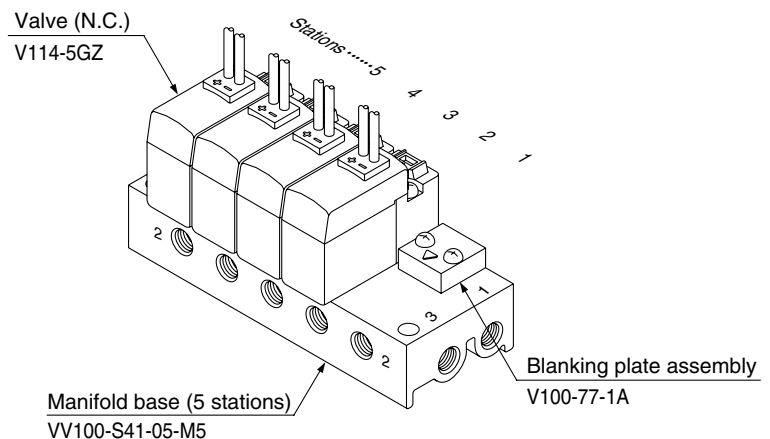 Valve (N.C.)
V114-5GZ
Stations······5
4
3
2
1
+ -
+ -
+ -
+ -
2
2
3
1
Blanking plate assembly
V100-77-1A
Manifold base (5 stations)
VV100-S41-05-M5